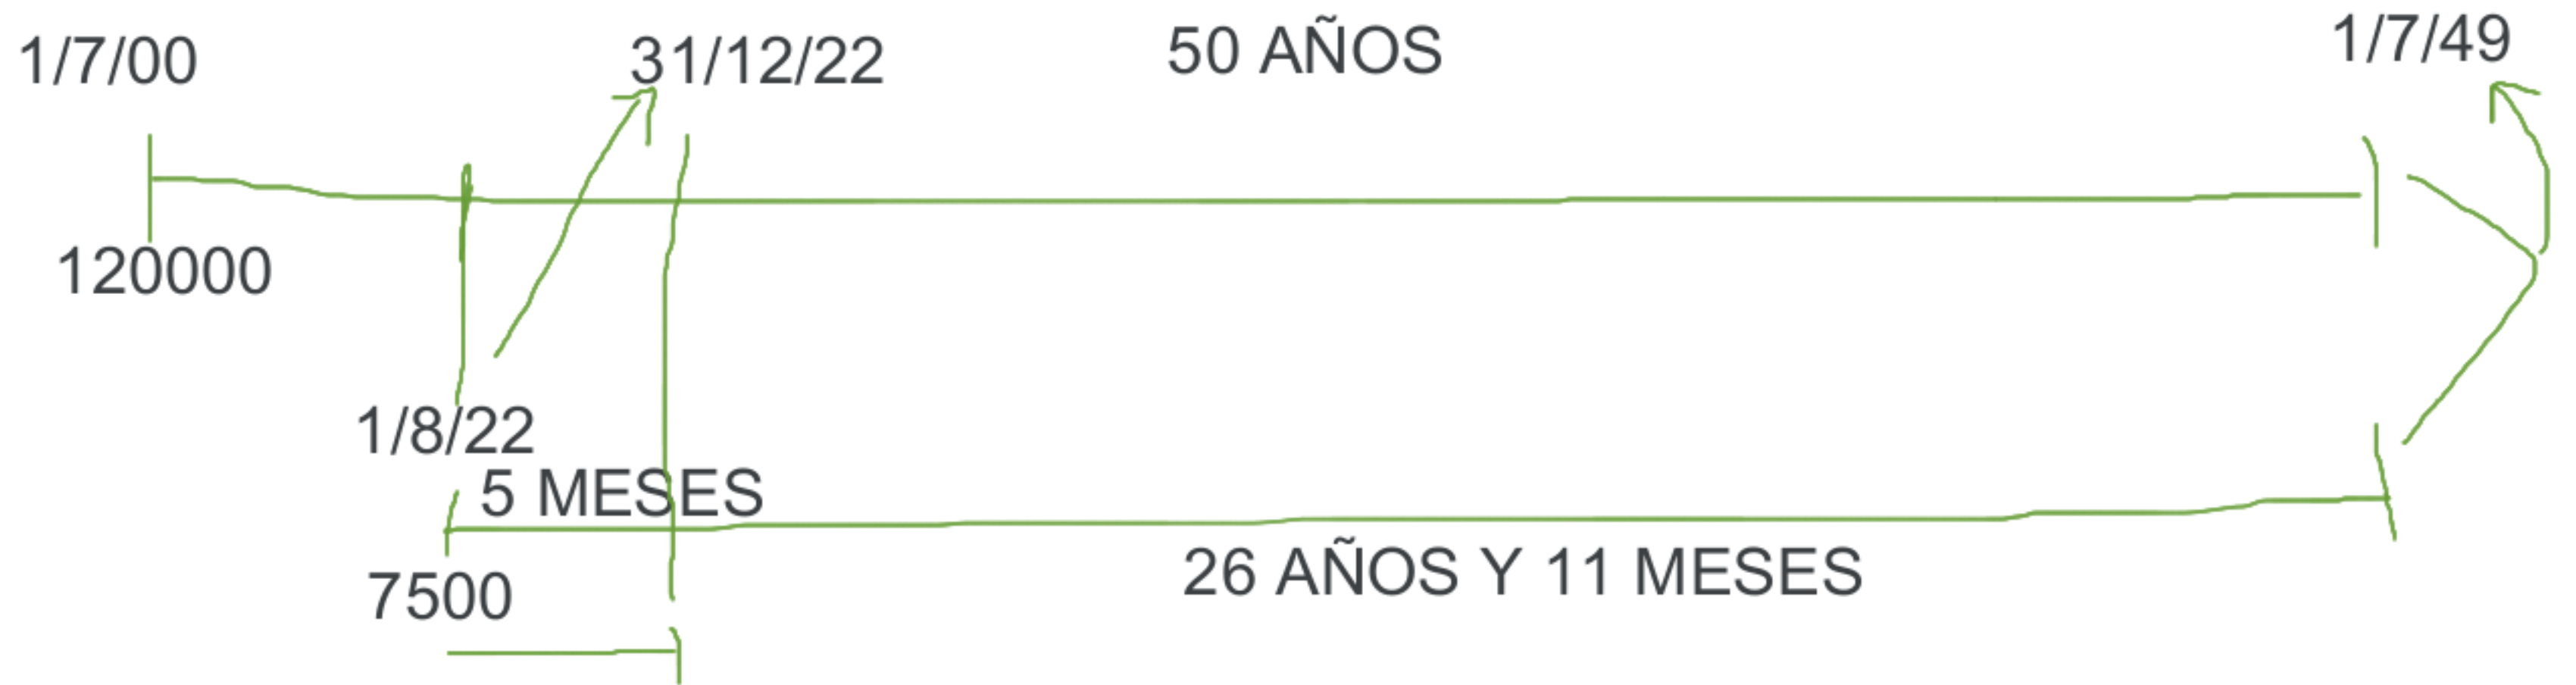 1/7/00
31/12/22
50 AÑOS
1/7/49
120000
1/8/22
5 MESES
26 AÑOS Y 11 MESES
7500